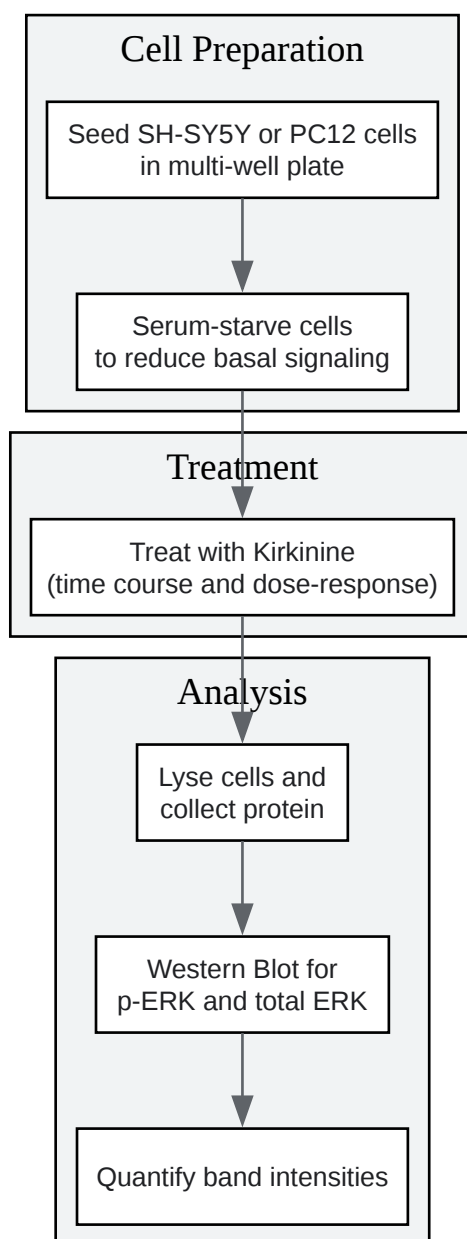 Cell Preparation
Seed SH-SY5Y or PC12 cells
in multi-well plate
Serum-starve cells
to reduce basal signaling
Treatment
Treat with Kirkinine
(time course and dose-response)
Analysis
Lyse cells and
collect protein
Western Blot for
p-ERK and total ERK
Quantify band intensities